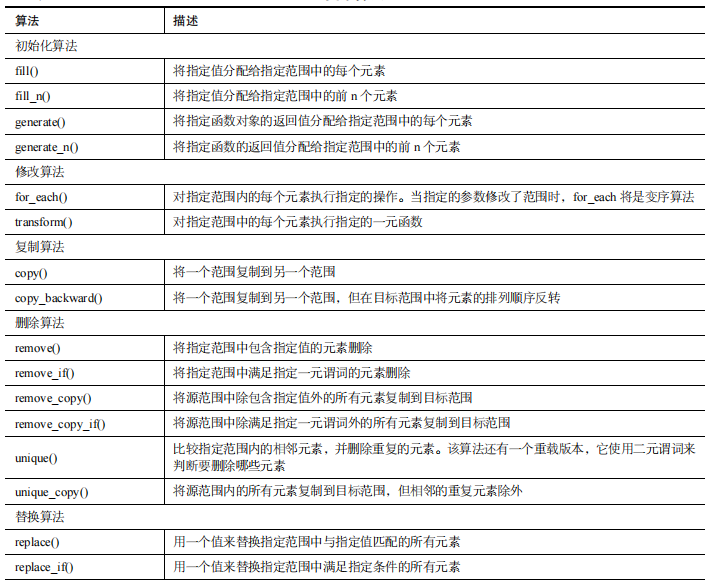 算法 描述
初始化算法
fill() 将指定值分配给指定范围中的每个元素
fill_n() 将指定值分配给指定范围中的前 n 个元素
generate() 将指定函数对象的返回值分配给指定范围中的每个元素
generate_n() 将指定函数的返回值分配给指定范围中的前 n 个元素
修改算法
for_each() 对指定范围内的每个元素执行指定的操作。当指定的参数修改了范围时，for_each 将是变序算法
transform() 对指定范围中的每个元素执行指定的一元函数
复制算法
copy() 将一个范围复制到另一个范围
copy_backward() 将一个范围复制到另一个范围，但在目标范围中将元素的排列顺序反转
删除算法
remove() 将指定范围中包含指定值的元素删除
remove_if() 将指定范围中满足指定一元谓词的元素删除
remove_copy() 将源范围中除包含指定值外的所有元素复制到目标范围
remove_copy_if() 将源范围中除满足指定一元谓词外的所有元素复制到目标范围
unique() 比较指定范围内的相邻元素，并删除重复的元素。该算法还有一个重载版本，它使用二元谓词来
判断要删除哪些元素
unique_copy() 将源范围内的所有元素复制到目标范围，但相邻的重复元素除外
替换算法
replace() 用一个值来替换指定范围中与指定值匹配的所有元素
replace_if() 用一个值来替换指定范围中满足指定条件的所有元素